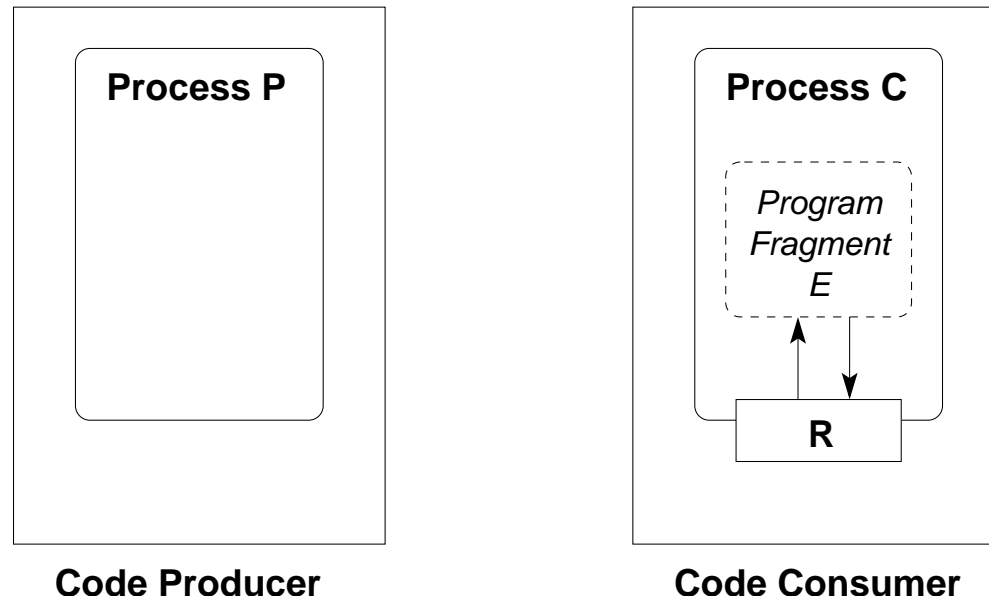 Process P
Process C
Program
Fragment
E
R
Code Producer
Code Consumer